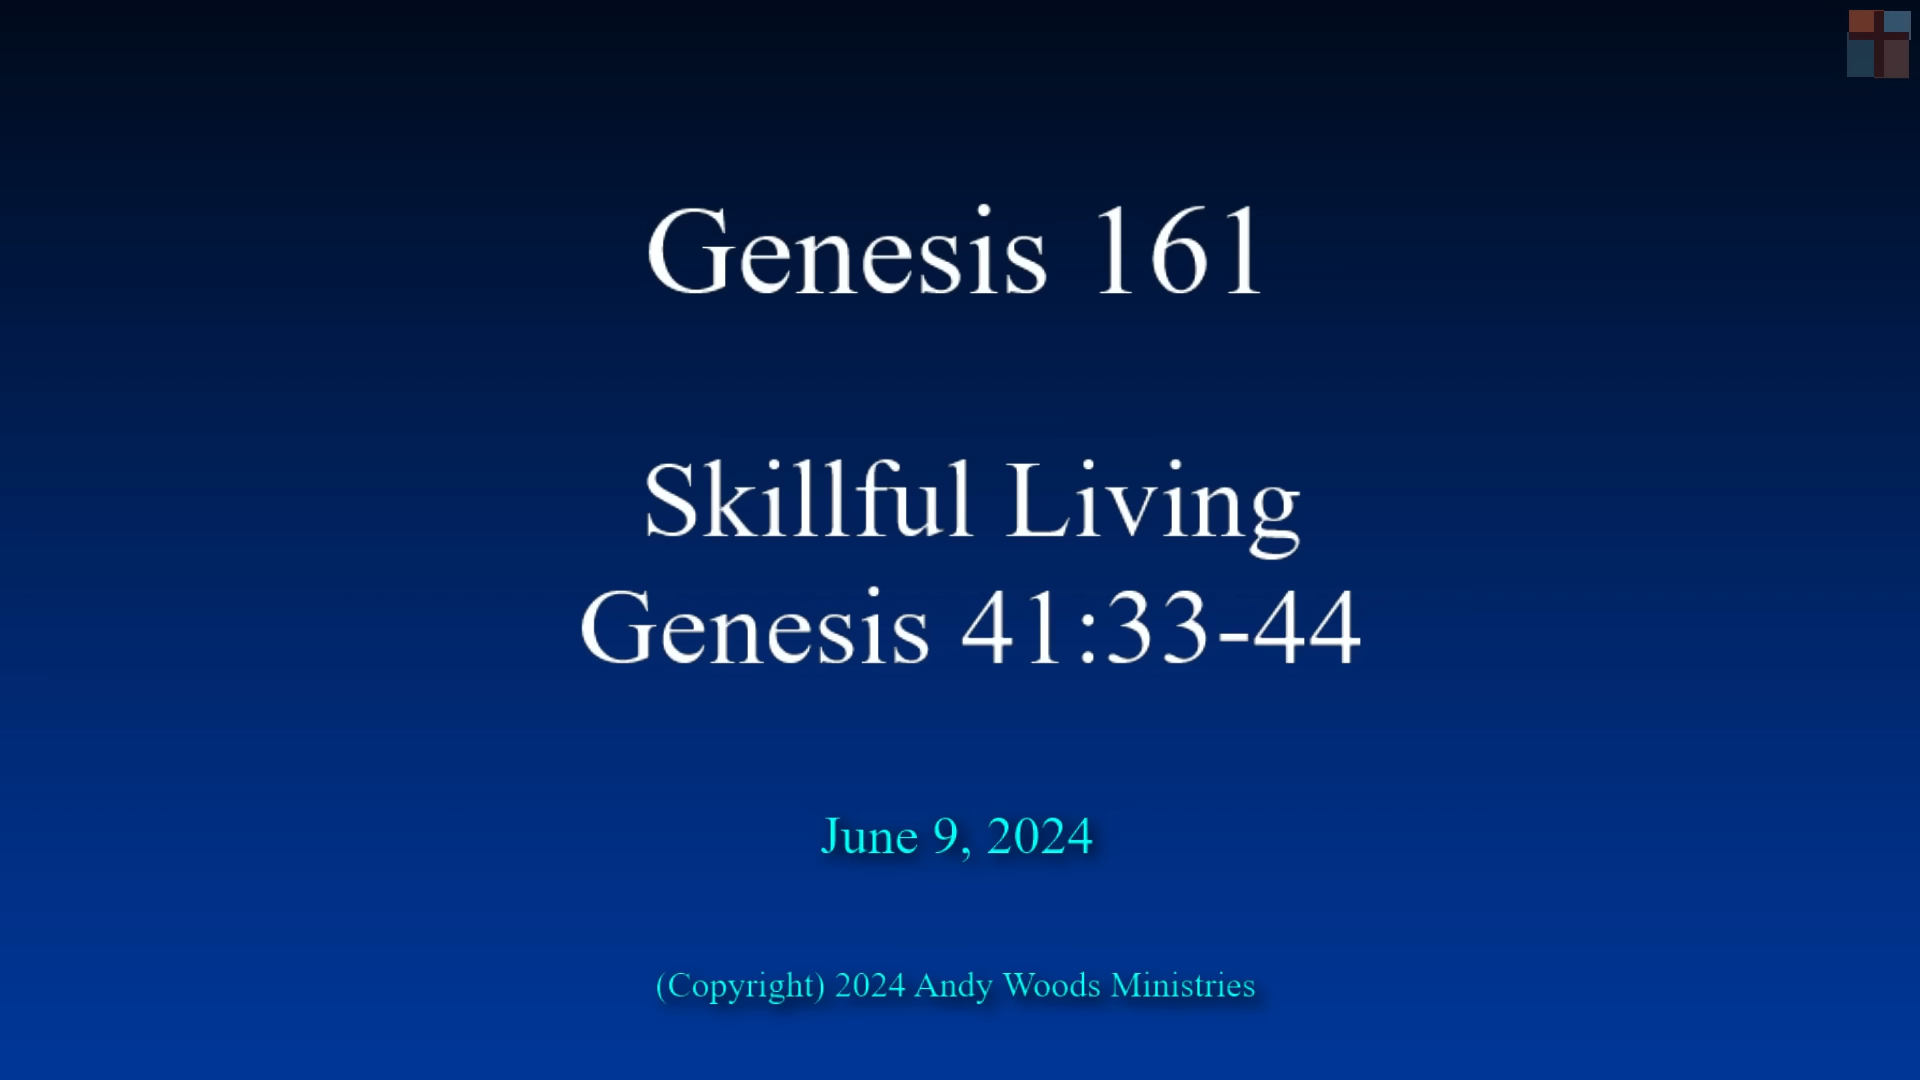 Genesis 161
Skillful Living
Genesis 41:33-44
June 9, 2024
(Copyright) 2024 Andy Woods Ministries